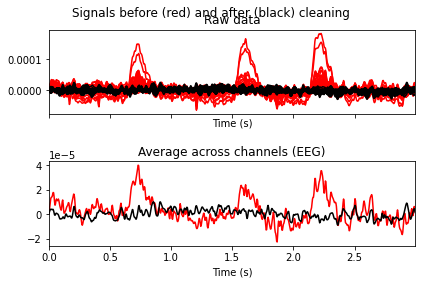 Signals before (red) and after (black) cleaning
Raw data
0.0001
0.0000
Time (s)
Average across channels (EEG)
1e−5
4
2
0
−2
0.0 0.5 1.0 1.5 2.0 2.5
Time (s)